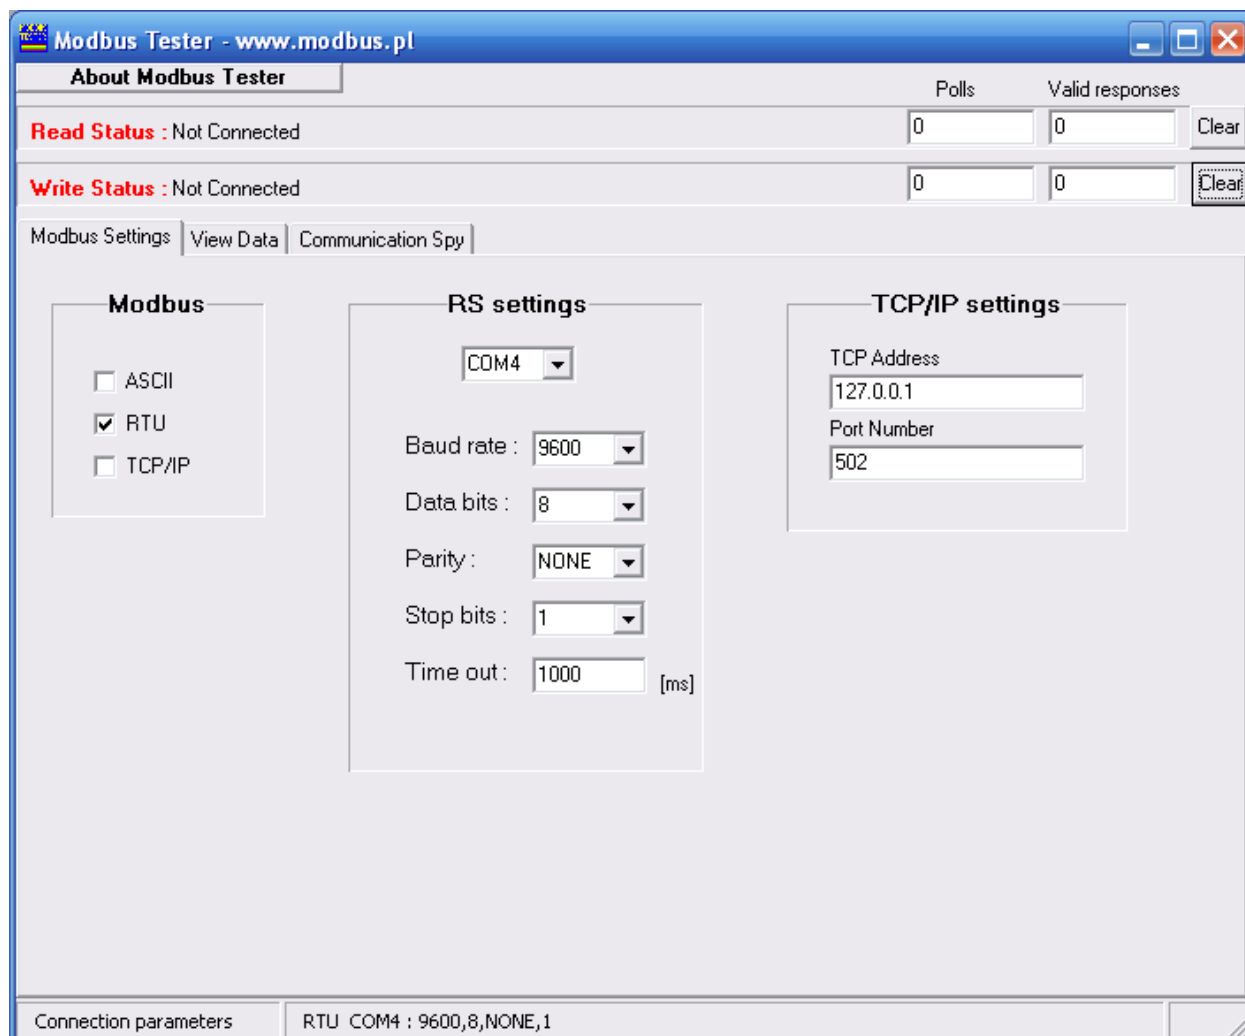 Modbus Tester - www.modbus.pl
About Modbus Tester
Polls Valid responses
Read Status : Not Connected 0 0 Clear
Write Status : Not Connected 0 0 Clear
Modbus Settings View Data Communication Spy
Modbus RS settings TCP/IP settings
COM4 TCP Address
ASCII 127.0.0.1
RTU Baud rate : 9600 Port Number
TCP/IP 502
Data bits : 8
Parity : NONE
Stop bits : 1
Time out : 1000 [ms]
Connection parameters RTU COM4 : 9600,8,NONE,1